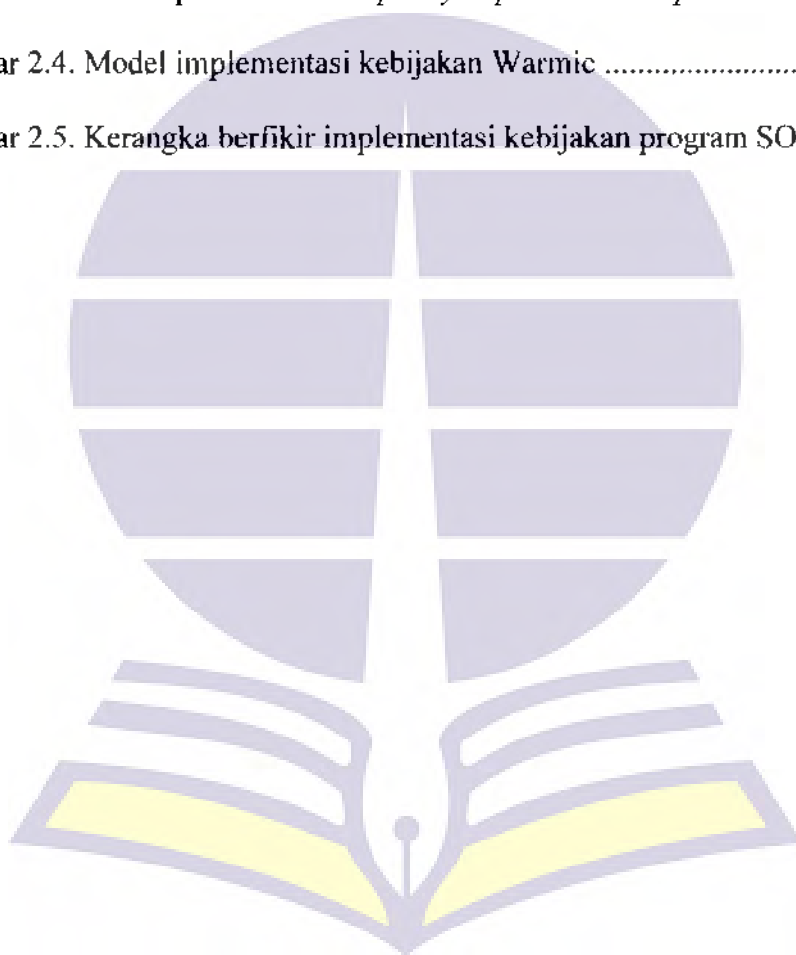 ar 2.4. Model implementasi kebijakan Warmic ........................
ar 2.5. Kerangka berfikir implementasi kebijakan program SO